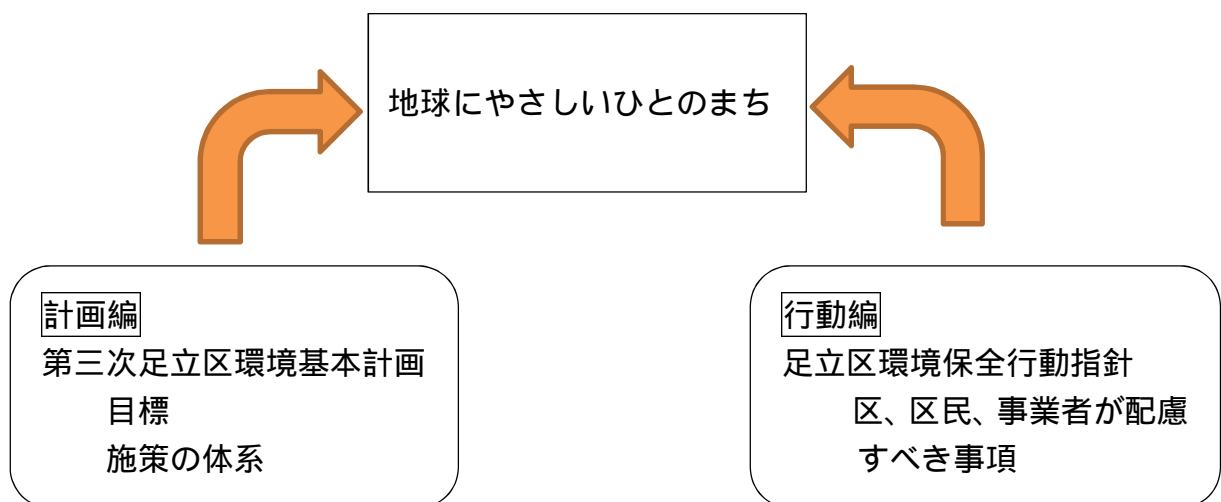 地球にやさしいひとのまち
計画編
第三次足立区環境基本計画
目標
施策の体系
行動編
足立区環境保全行動指針
区、区民、事業者が配慮
すべき事項